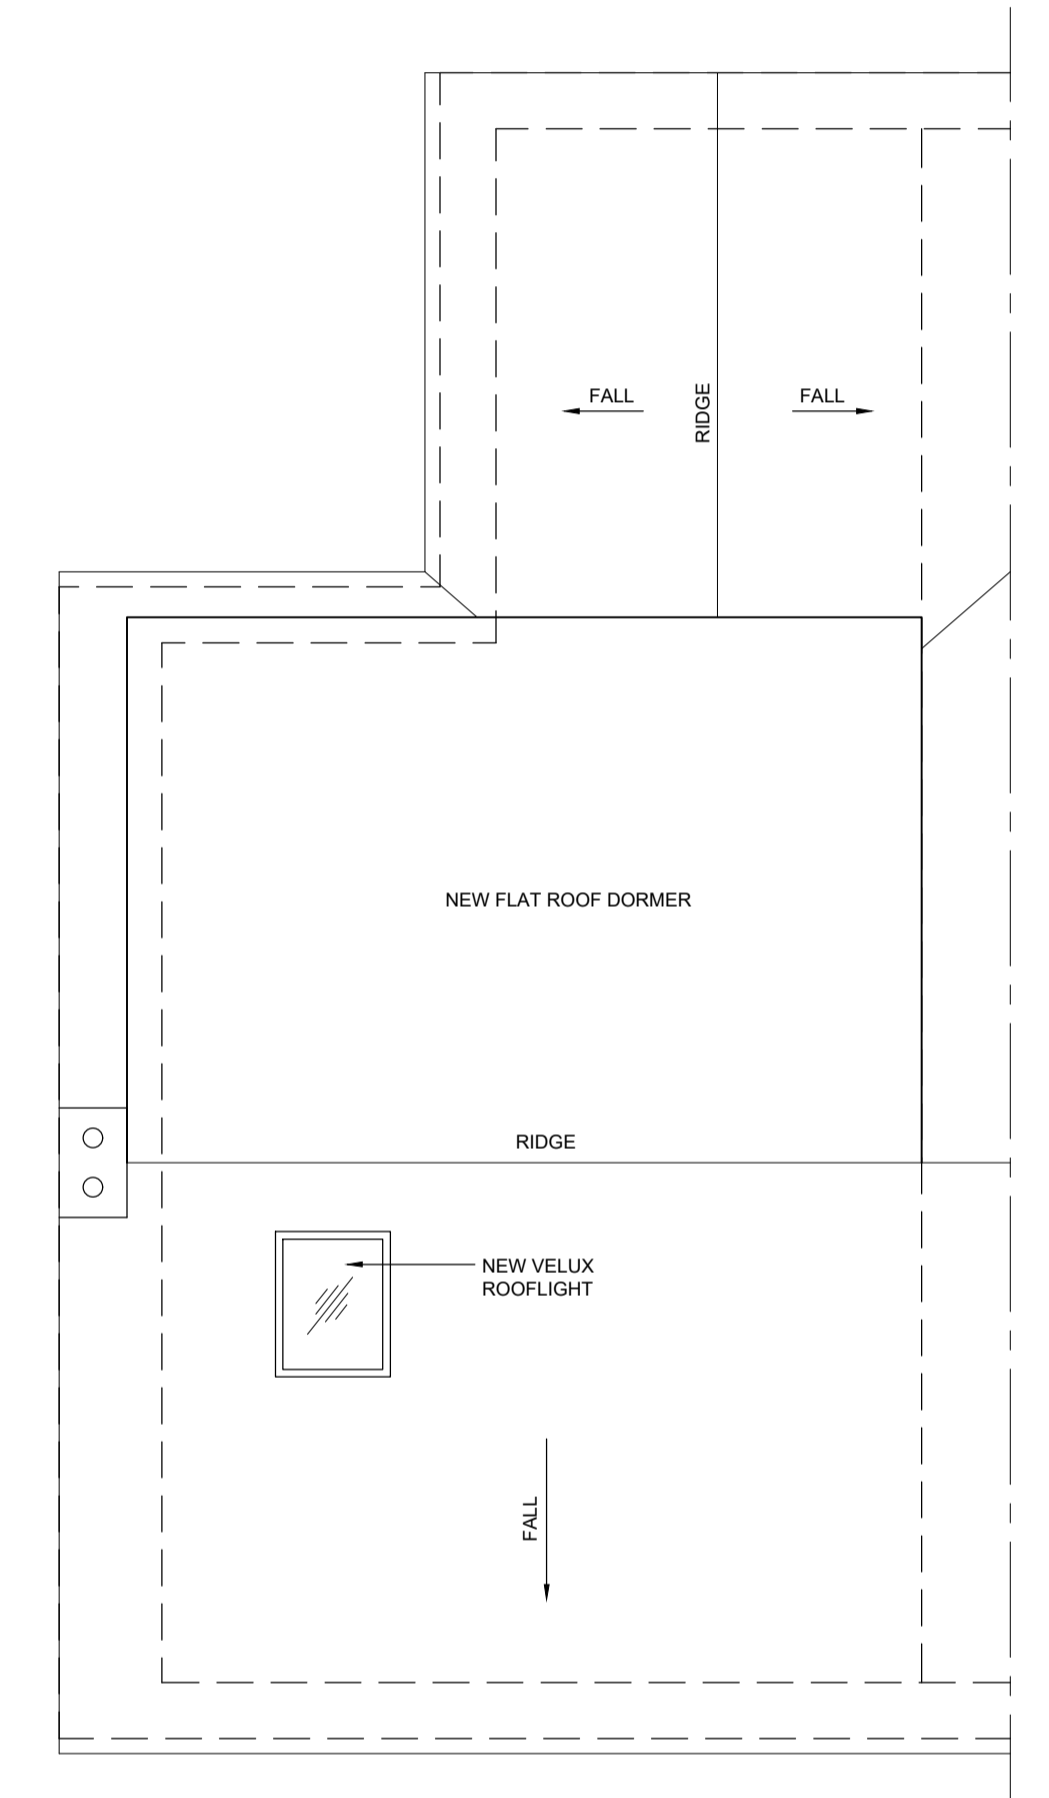 FALL
RIDGE
FALL
NEW FLAT ROOF DORMER
RIDGE
NEW VELUX
ROOFLIGHT
FALL